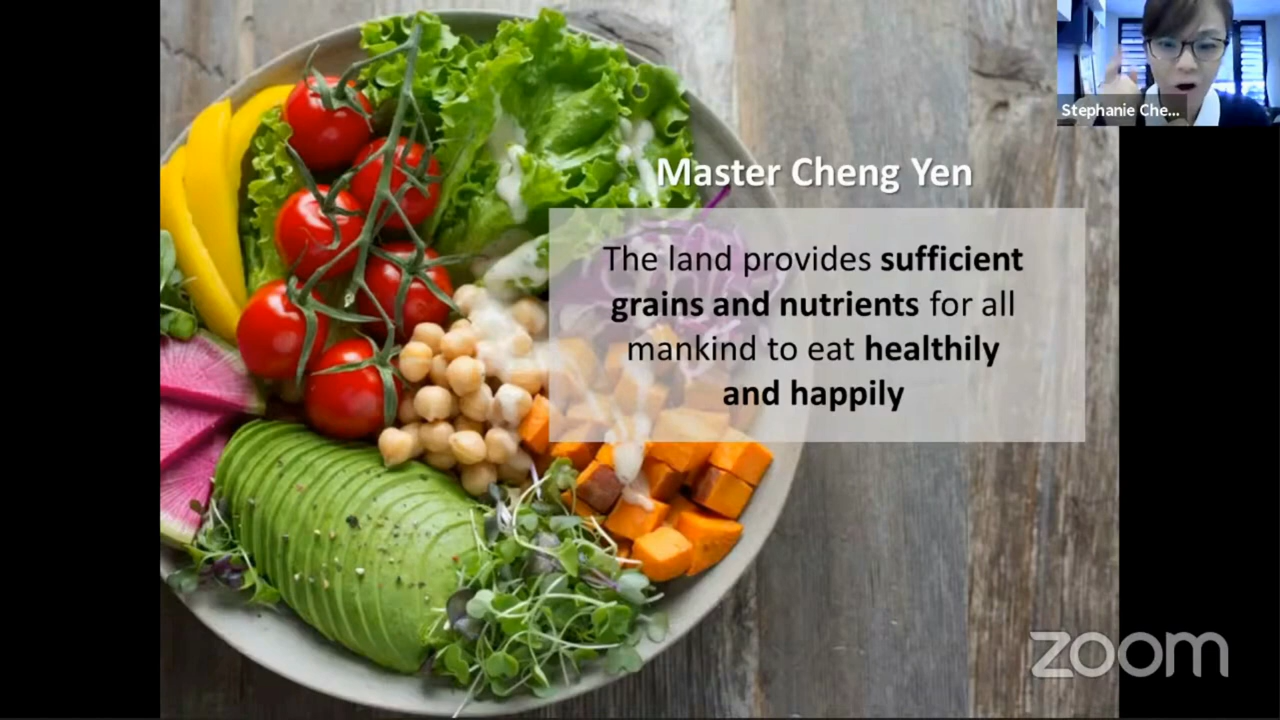 Stephanie Che...
Master Cheng Yen
The land provides sufficient
grains and nutrients for all
mankind to eat healthily
and happily
zoom